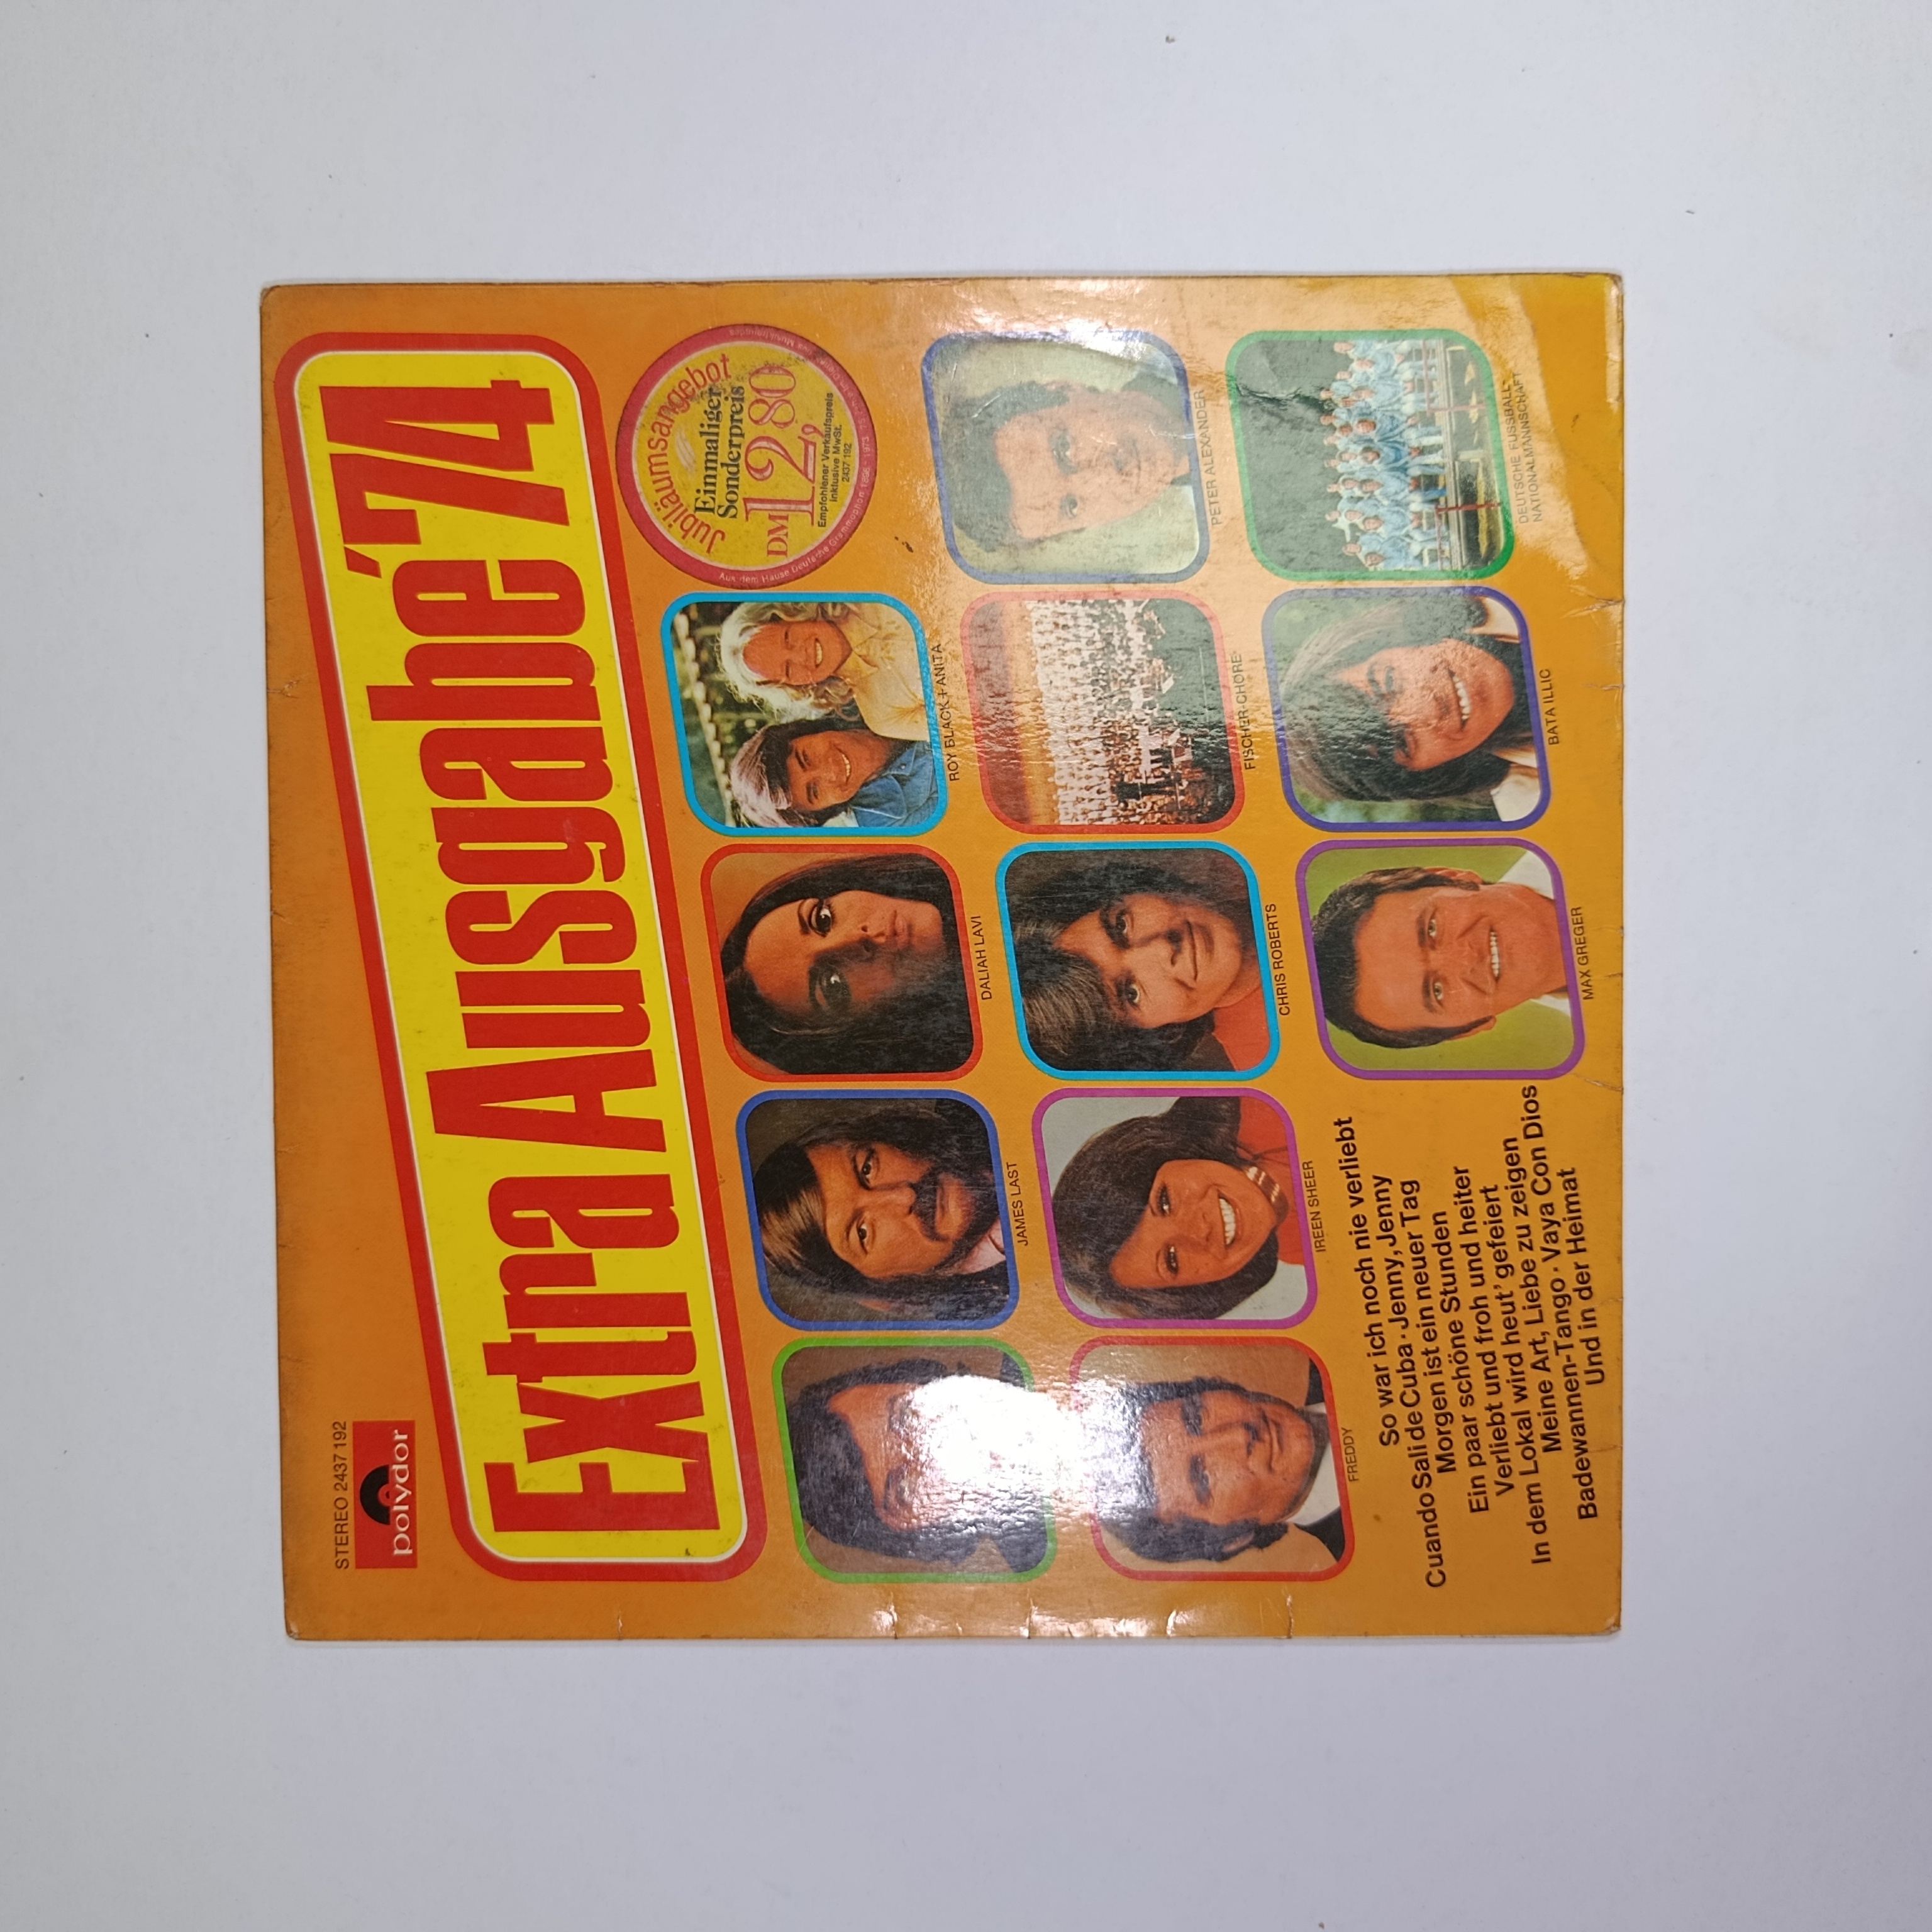 STEREO 2437 192
polydor
Extra Ausgabe '74
Jubiläumsangebot
Einmaliger
Sonderpreis
DM 12,80
Empfohlener Verkaufspreis
inklusive MwSt.
2437 192
Aus dem Hause Deutsche Grammophon 1898 - 1973
JAMES LAST
DALIAH LAVI
ROY BLACK + ANITA
FREDDY
IREEN SHEER
CHRIS ROBERTS
FISCHER-CHÖRE
PETER ALEXANDER
MAX GREGER
BATA ILLIC
DEUTSCHE FUSSBALL-
NATIONALMANNSCHAFT
So war ich noch nie verliebt
Cuando Sali de Cuba · Jenny, Jenny
Morgen ist ein neuer Tag
Ein paar schöne Stunden
Verliebt und froh und heiter
In dem Lokal wird heut' gefeiert
Meine Art, Liebe zu zeigen
Badewannen-Tango · Vaya Con Dios
Und in der Heimat